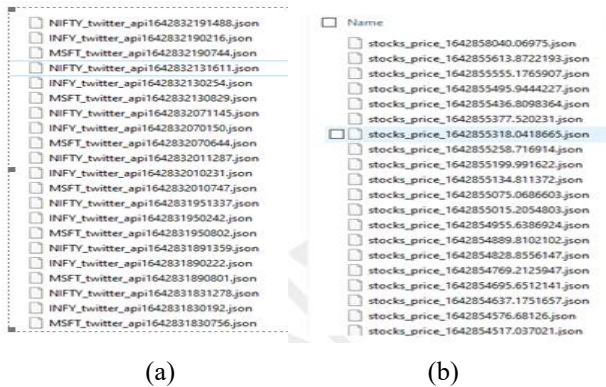 NIFTY_twitter_api1642832191488.json
INFY_twitter_api1642832190216.json
MSFT_twitter_api1642832190744.json
NIFTY_twitter_api1642832131611.json
INFY_twitter_api1642832130254.json
MSFT_twitter_api1642832130829.json
NIFTY_twitter_api1642832071145.json
INFY_twitter_api1642832070150.json
MSFT_twitter_api1642832070644.json
NIFTY_twitter_api1642832011287.json
INFY_twitter_api1642832010231.json
MSFT_twitter_api1642832010747.json
NIFTY_twitter_api1642831951337.json
INFY_twitter_api1642831950242.json
MSFT_twitter_api1642831950802.json
NIFTY_twitter_api1642831891359.json
INFY_twitter_api1642831890222.json
MSFT_twitter_api1642831890801.json
NIFTY_twitter_api1642831831278.json
INFY_twitter_api1642831830192.json
MSFT_twitter_api1642831830756.json
(a)
Name
stocks_price_1642858040.06975.json
stocks_price_1642855613.8722193.json
stocks_price_1642855555.1765907.json
stocks_price_1642855495.9444227.json
stocks_price_1642855436.8098364.json
stocks_price_1642855377.520231.json
stocks_price_1642855318.0418665.json
stocks_price_1642855258.716914.json
stocks_price_1642855199.991622.json
stocks_price_1642855134.811372.json
stocks_price_1642855075.0686603.json
stocks_price_1642855015.2054803.json
stocks_price_1642854955.6386924.json
stocks_price_1642854889.8102102.json
stocks_price_1642854828.8556147.json
stocks_price_1642854769.2125947.json
stocks_price_1642854695.6512141.json
stocks_price_1642854637.1751657.json
stocks_price_1642854576.68126.json
stocks_price_1642854517.037021.json
(b)